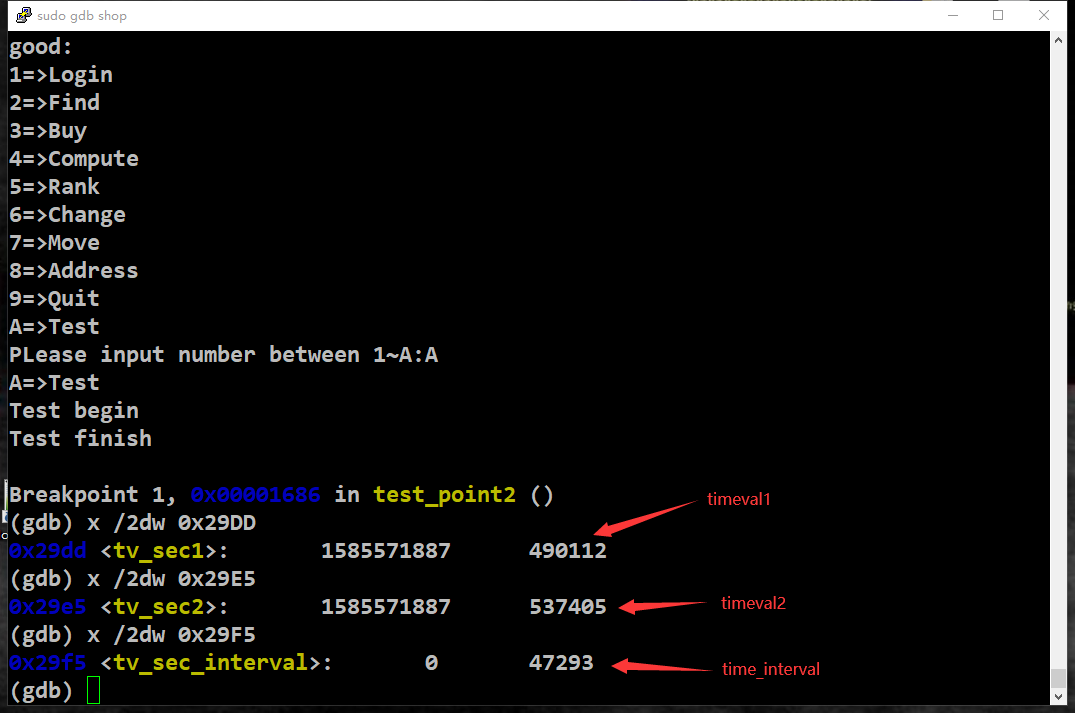 sudo gdb shop
good:
1=>Login
2=>Find
3=>Buy
4=>Compute
5=>Rank
6=>Change
7=>Move
8=>Address
9=>Quit
A=>Test
PLease input number between 1~A:A
A=>Test
Test begin
Test finish
Breakpoint 1, 0x00001686 in test_point2 ()
timeval1
(gdb) x /2dw 0x29DD
0x29dd <tv_sec1>: 1585571887 490112
(gdb) x /2dw 0x29E5
0x29e5 <tv_sec2>: 1585571887 537405
timeval2
(gdb) x /2dw 0x29F5
0x29f5 <tv_sec_interval>: 0 47293
time_interval
(gdb)